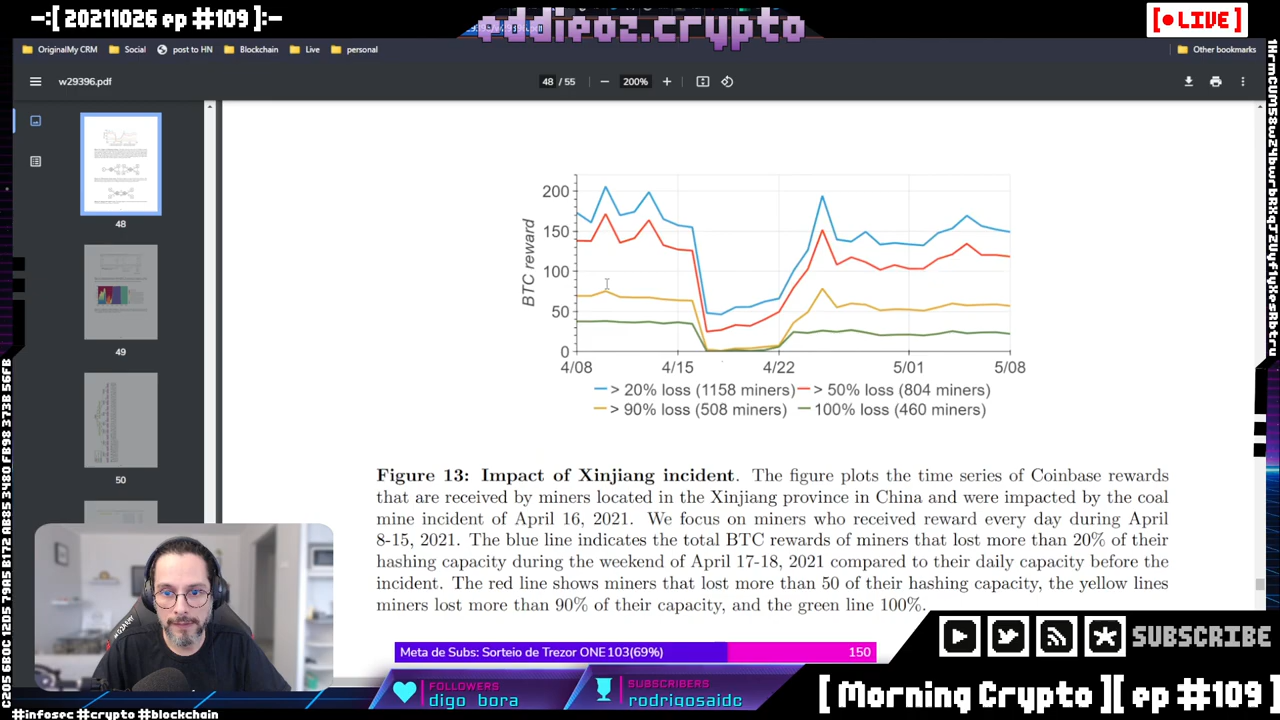 -:[ 20211026 ep #109 ]:-
eddieoz.crypto
[●LIVE]
OriginalMy CRM
Social
post to HN
Blockchain
Live
personal
Other bookmarks
w29396.pdf
48 / 55
200%
48
49
50
BTC reward
200
150
100
50
0
4/08
4/15
4/22
5/01
5/08
> 20% loss (1158 miners)
> 50% loss (804 miners)
> 90% loss (508 miners)
100% loss (460 miners)
Figure 13: Impact of Xinjiang incident. The figure plots the time series of Coinbase rewards
that are received by miners located in the Xinjiang province in China and were impacted by the coal
mine incident of April 16, 2021. We focus on miners who received reward every day during April
8-15, 2021. The blue line indicates the total BTC rewards of miners that lost more than 20% of their
hashing capacity during the weekend of April 17-18, 2021 compared to their daily capacity before the
incident. The red line shows miners that lost more than 50 of their hashing capacity, the yellow lines
miners lost more than 90% of their capacity, and the green line 100%.
Meta de Subs: Sorteio de Trezor ONE 103(69%)
150
FOLLOWERS
digo_bora
SUBSCRIBERS
rodrigosaidc
SUBSCRIBE
[ Morning Crypto ][ ep #109 ]
#infosec #crypto #blockchain